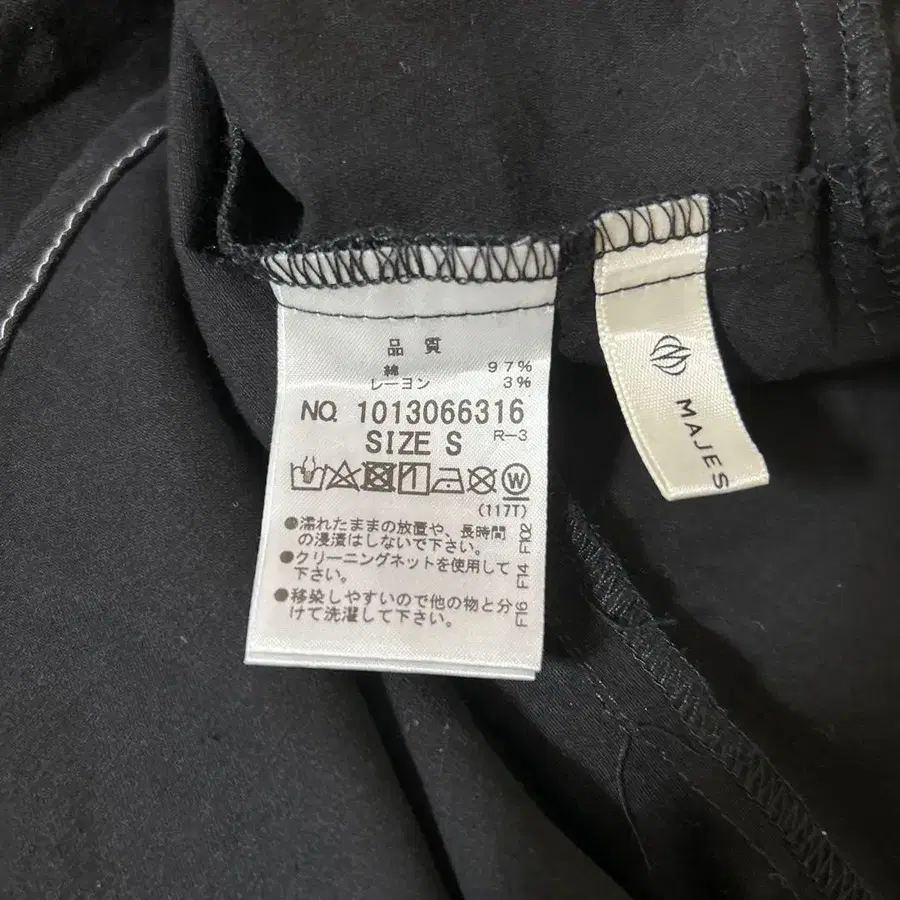 品質
綿 97%
レーヨン 3%
NO. 1013066316
SIZE S R-3
W
(117T)
●濡れたままの放置や、長時間
の浸漬はしないで下さい。
●クリーニングネットを使用して
下さい。
●移染しやすいので他の物と分
けて洗濯して下さい。
F102
F14
F16
MAJES